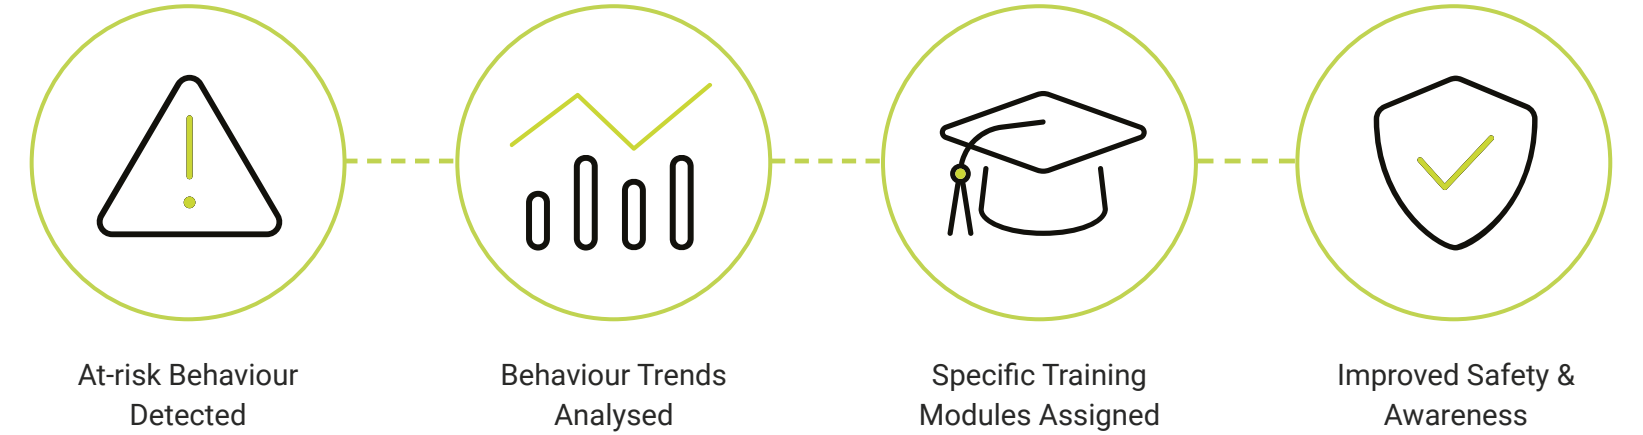 At-risk Behaviour
Detected
Behaviour Trends
Analysed
Specific Training
Modules Assigned
Improved Safety &
Awareness